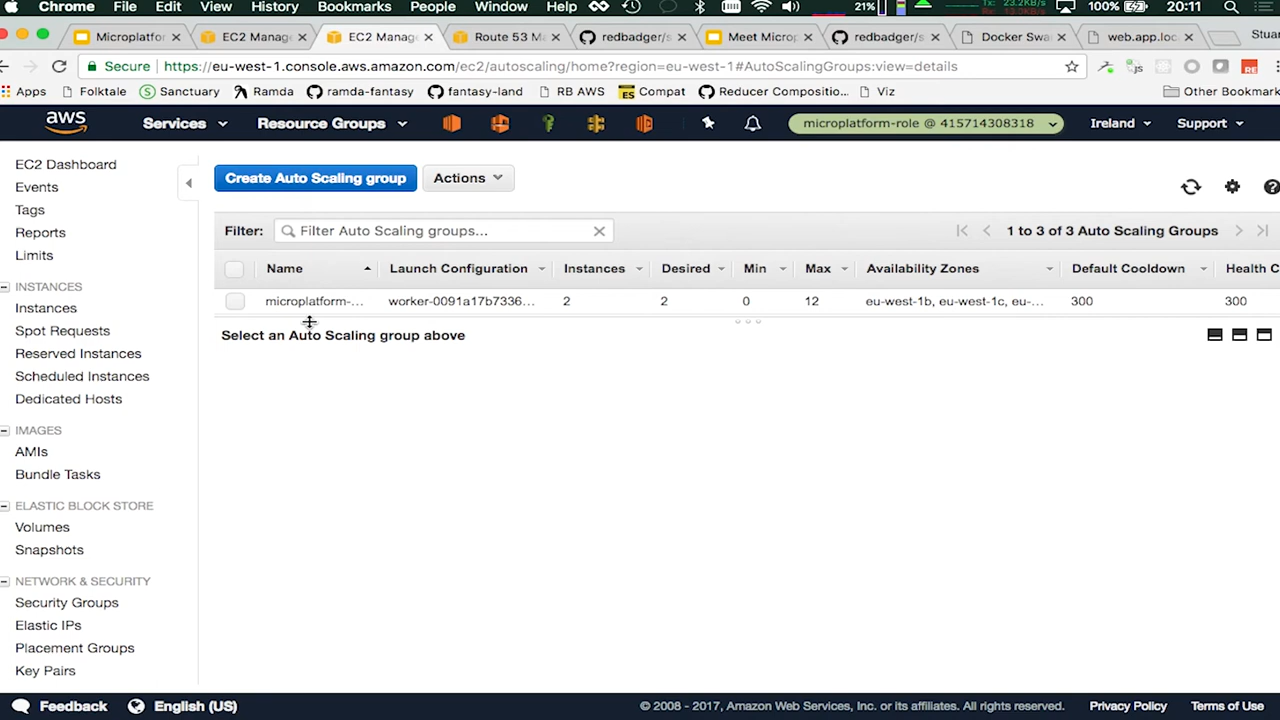 Chrome File Edit View History Bookmarks People Window Help 21% 100% 20:11
Microplatfor EC2 Manage EC2 Manag Route 53 M redbadger/s Meet Microp redbadger/s Docker Swa web.app.loc Stuar
Secure https://eu-west-1.console.aws.amazon.com/ec2/autoscaling/home?region=eu-west-1#AutoScalingGroups:view=details
Apps Folktale Sanctuary Ramda ramda-fantasy fantasy-land RB AWS Compat Reducer Compositio... Viz Other Bookmark
aws Services Resource Groups microplatform-role @ 415714308318 Ireland Support
EC2 Dashboard
Events
Tags
Reports
Limits
INSTANCES
Instances
Spot Requests
Reserved Instances
Scheduled Instances
Dedicated Hosts
IMAGES
AMIs
Bundle Tasks
ELASTIC BLOCK STORE
Volumes
Snapshots
NETWORK & SECURITY
Security Groups
Elastic IPs
Placement Groups
Key Pairs
Create Auto Scaling group Actions
Filter: Filter Auto Scaling groups... 1 to 3 of 3 Auto Scaling Groups
Name Launch Configuration Instances Desired Min Max Availability Zones Default Cooldown Health C
microplatform-... worker-0091a17b7336... 2 2 0 12 eu-west-1b, eu-west-1c, eu-... 300 300
Select an Auto Scaling group above
Feedback English (US) © 2008 - 2017, Amazon Web Services, Inc. or its affiliates. All rights reserved. Privacy Policy Terms of Use